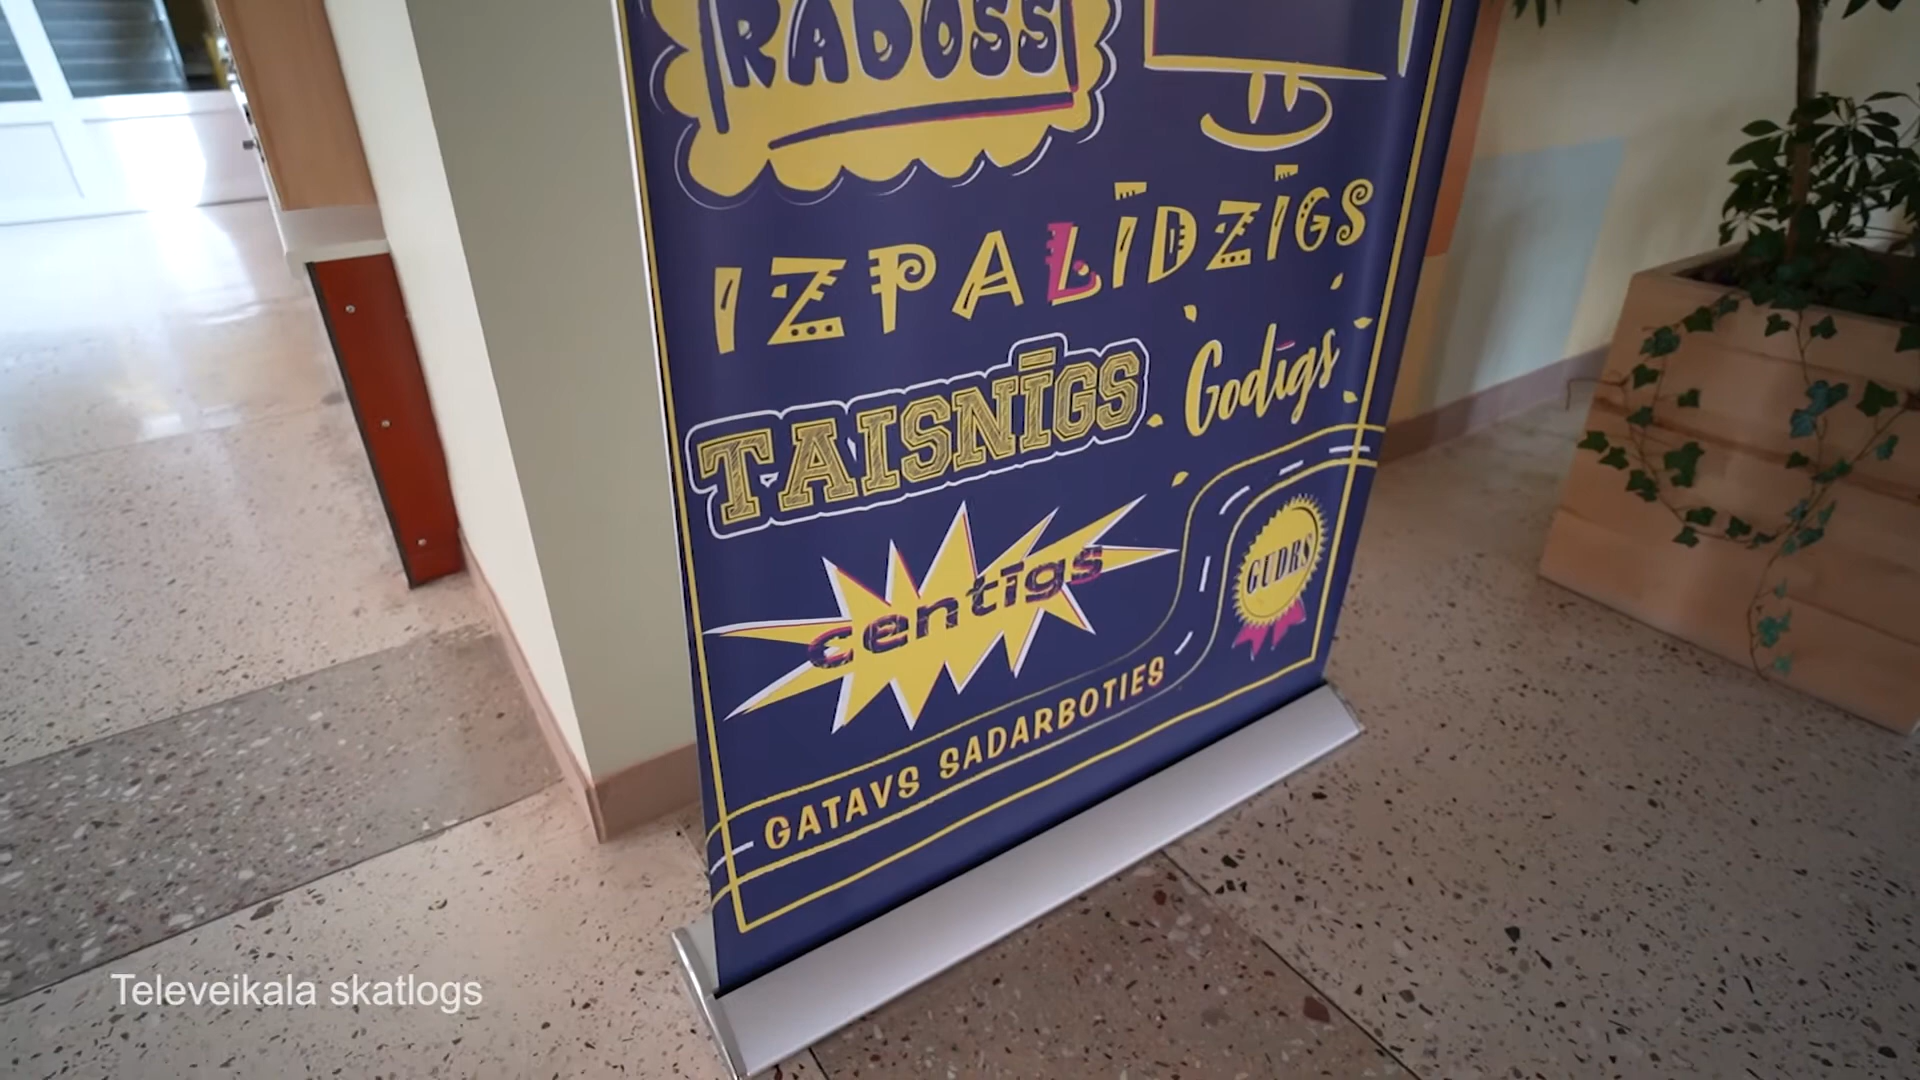 RADOSS
IZPALĪDZĪGS
TAISNĪGS
Godīgs
centīgs
GUDRS
GATAVS SADARBOTIES
Televeikala skatlogs